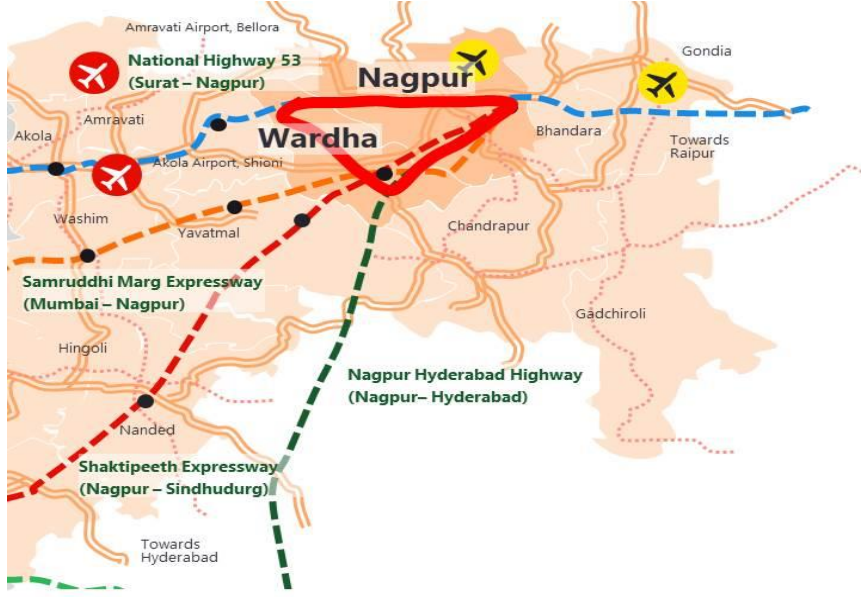 Amravati Airport, Bellora
National Highway 53
(Surat – Nagpur)
Gondia
Nagpur
Amravati
Akola
Wardha
Bhandara
Towards
Raipur
Akola Airport, Shioni
Washim
Yavatmal
Chandrapur
Samruddhi Marg Expressway
(Mumbai – Nagpur)
Gadchiroli
Hingoli
Nagpur Hyderabad Highway
(Nagpur– Hyderabad)
Nanded
Shaktipeeth Expressway
(Nagpur – Sindhudurg)
Towards
Hyderabad